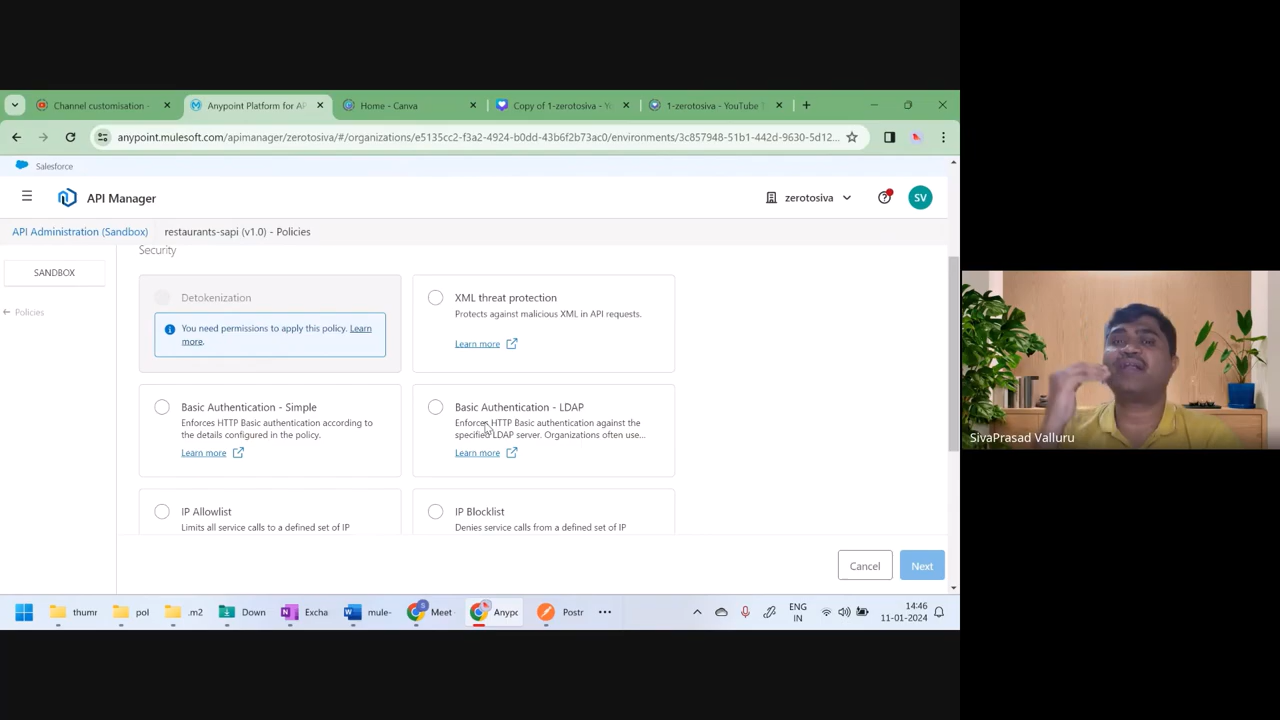 Channel customisation -
Anypoint Platform for AP
Home - Canva
Copy of 1-zerotosiva - Yo
1-zerotosiva - YouTube T
anypoint.mulesoft.com/apimanager/zerotosiva/#/organizations/e5135cc2-f3a2-4924-b0dd-43b6f2b73ac0/environments/3c857948-51b1-442d-9630-5d12...
Salesforce
API Manager
zerotosiva
SV
API Administration (Sandbox)
restaurants-sapi (v1.0) - Policies
SANDBOX
Policies
Security
Detokenization
You need permissions to apply this policy. Learn
more.
XML threat protection
Protects against malicious XML in API requests.
Learn more
Basic Authentication - Simple
Enforces HTTP Basic authentication according to
the details configured in the policy.
Learn more
Basic Authentication - LDAP
Enforces HTTP Basic authentication against the
specified LDAP server. Organizations often use...
Learn more
IP Allowlist
Limits all service calls to a defined set of IP
IP Blocklist
Denies service calls from a defined set of IP
Cancel
Next
SivaPrasad Valluru
thumr
pol
.m2
Down
Excha
mule-
Meet
Anypo
Postr
ENG
IN
14:46
11-01-2024